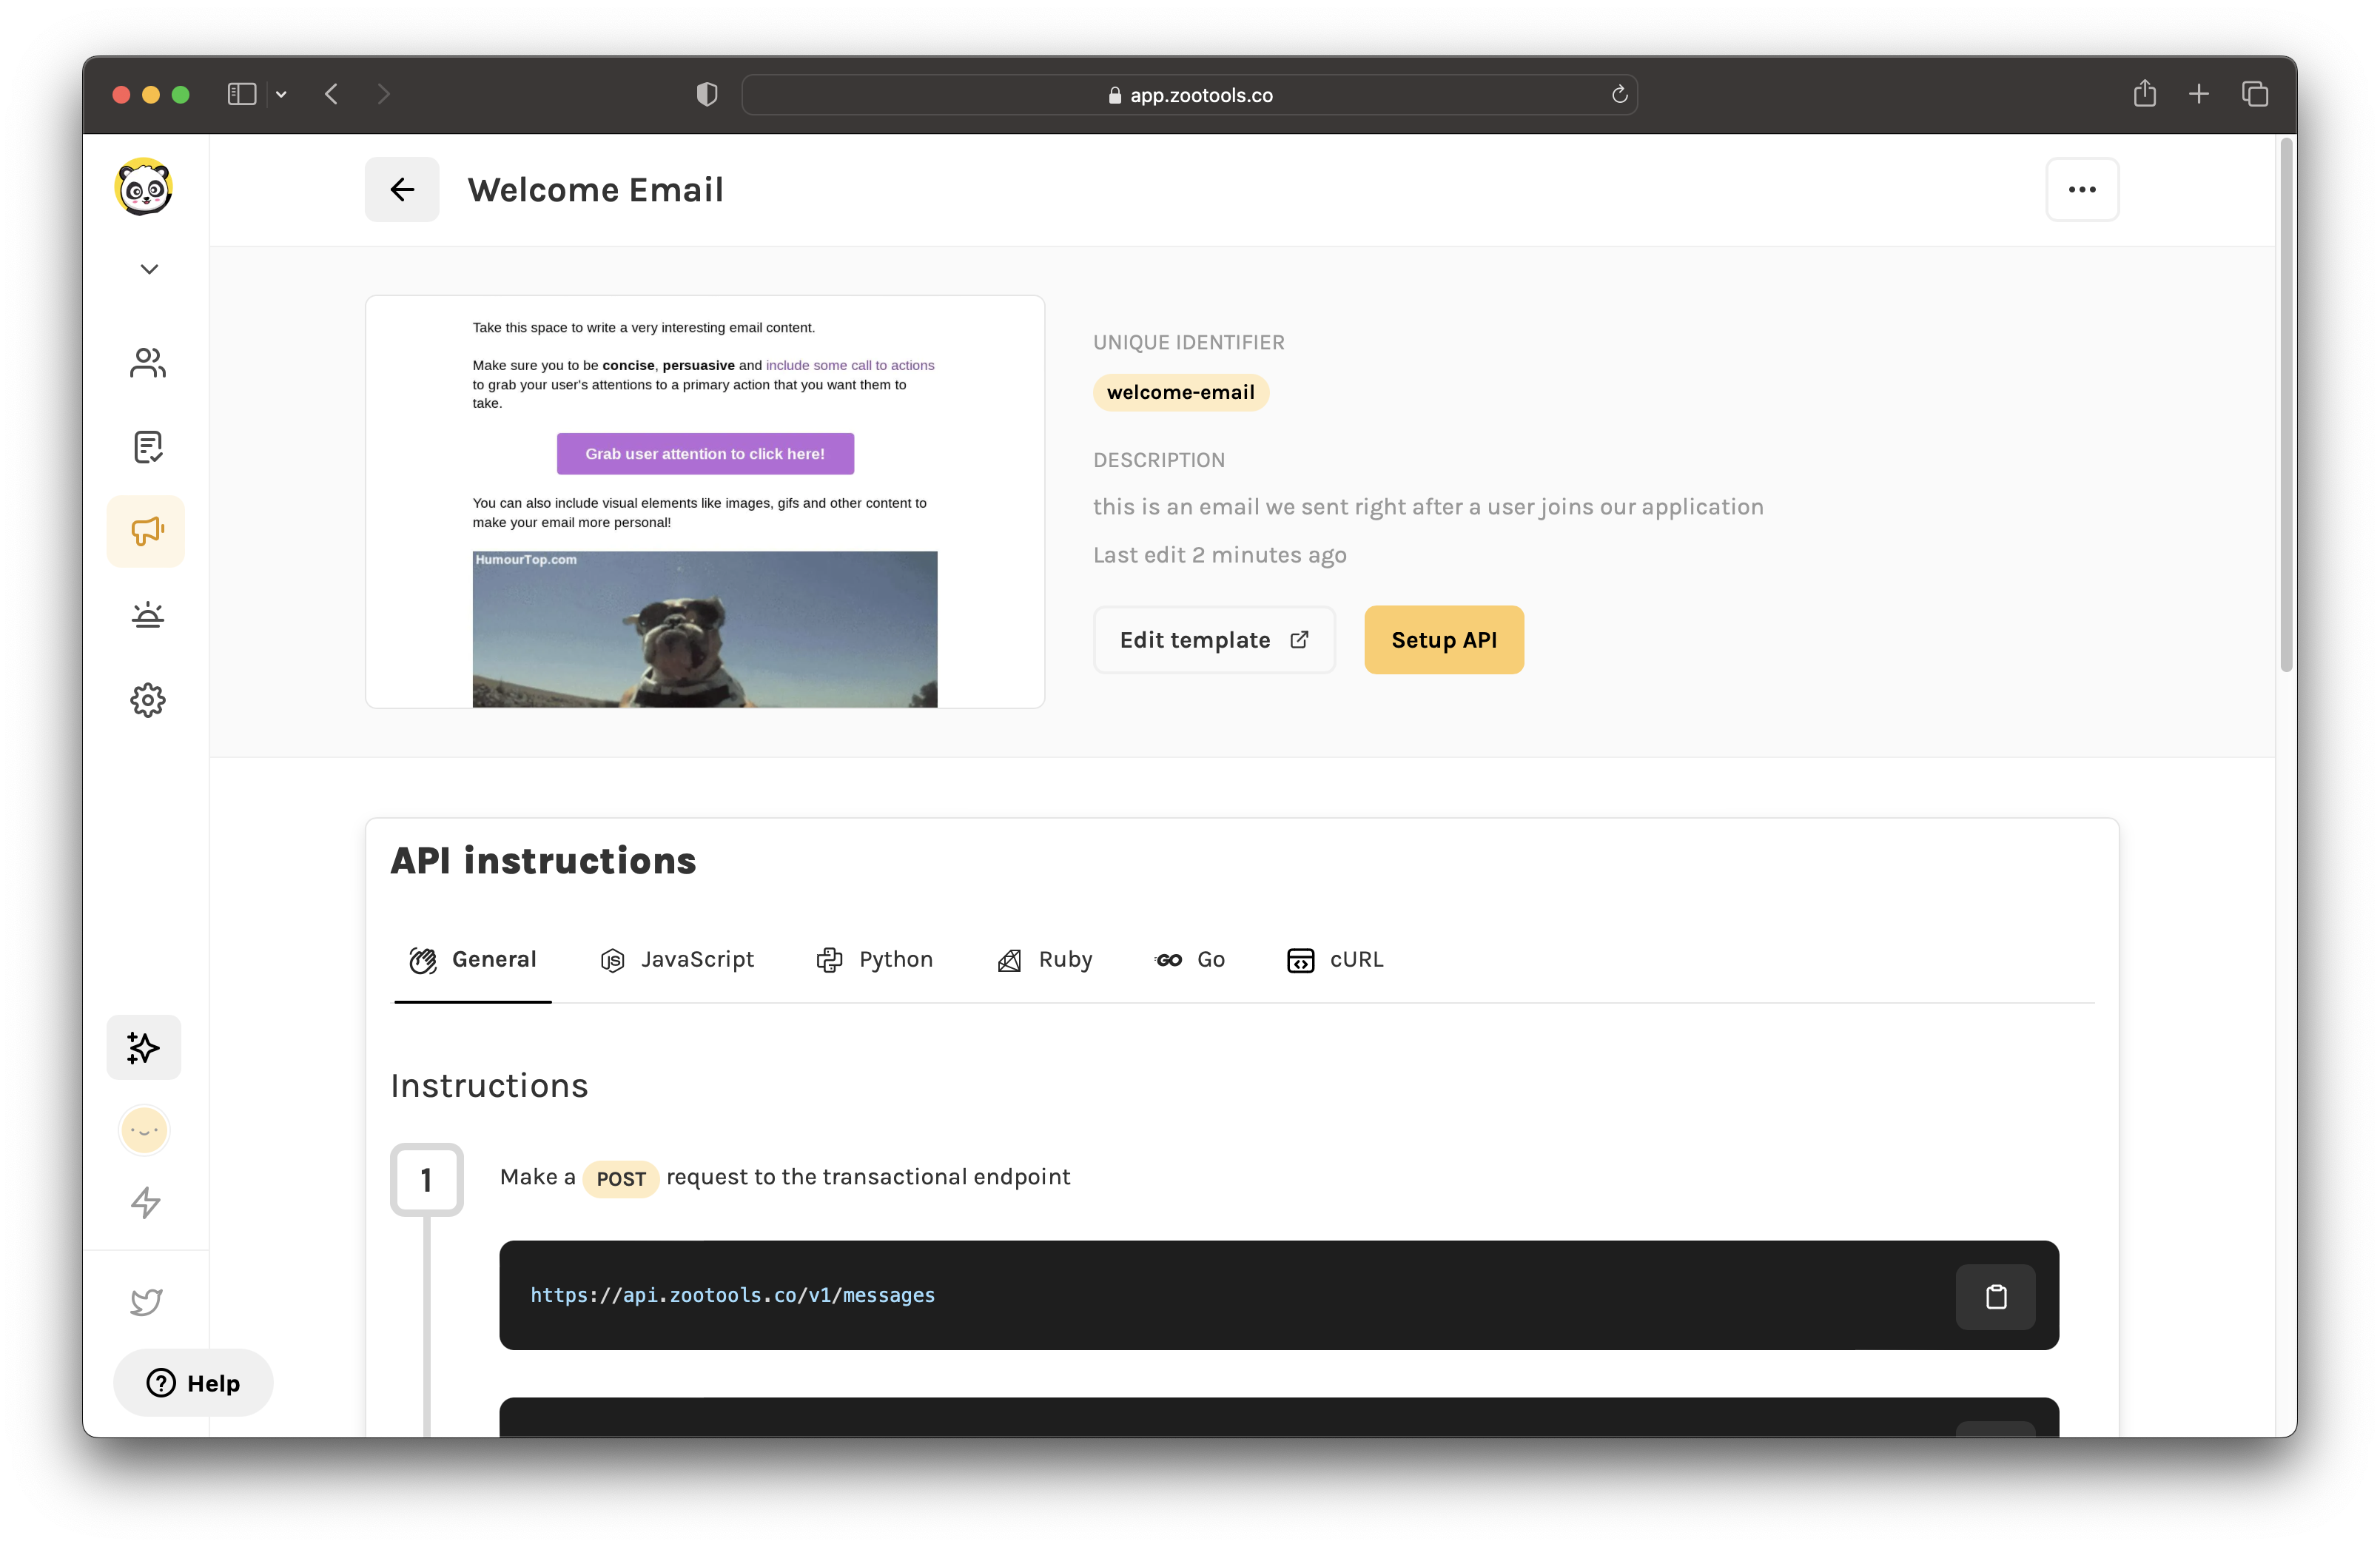 app.zootools.co
Welcome Email
Take this space to write a very interesting email content.
Make sure you to be concise, persuasive and include some call to actions
to grab your user's attentions to a primary action that you want them to
take.
Grab user attention to click here!
You can also include visual elements like images, gifs and other content to
make your email more personal!
HumourTop.com
UNIQUE IDENTIFIER
welcome-email
DESCRIPTION
this is an email we sent right after a user joins our application
Last edit 2 minutes ago
Edit template
Setup API
API instructions
General
JS
JavaScript
Python
Ruby
GO
Go
cURL
Instructions
1
Make a POST request to the transactional endpoint
https://api.zootools.co/v1/messages
Help